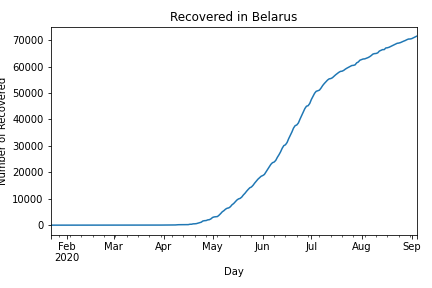 Recovered in Belarus
Number of Recovered
70000
60000
50000
40000
30000
20000
10000
0
Feb Mar Apr May Jun Jul Aug Sep
2020
Day